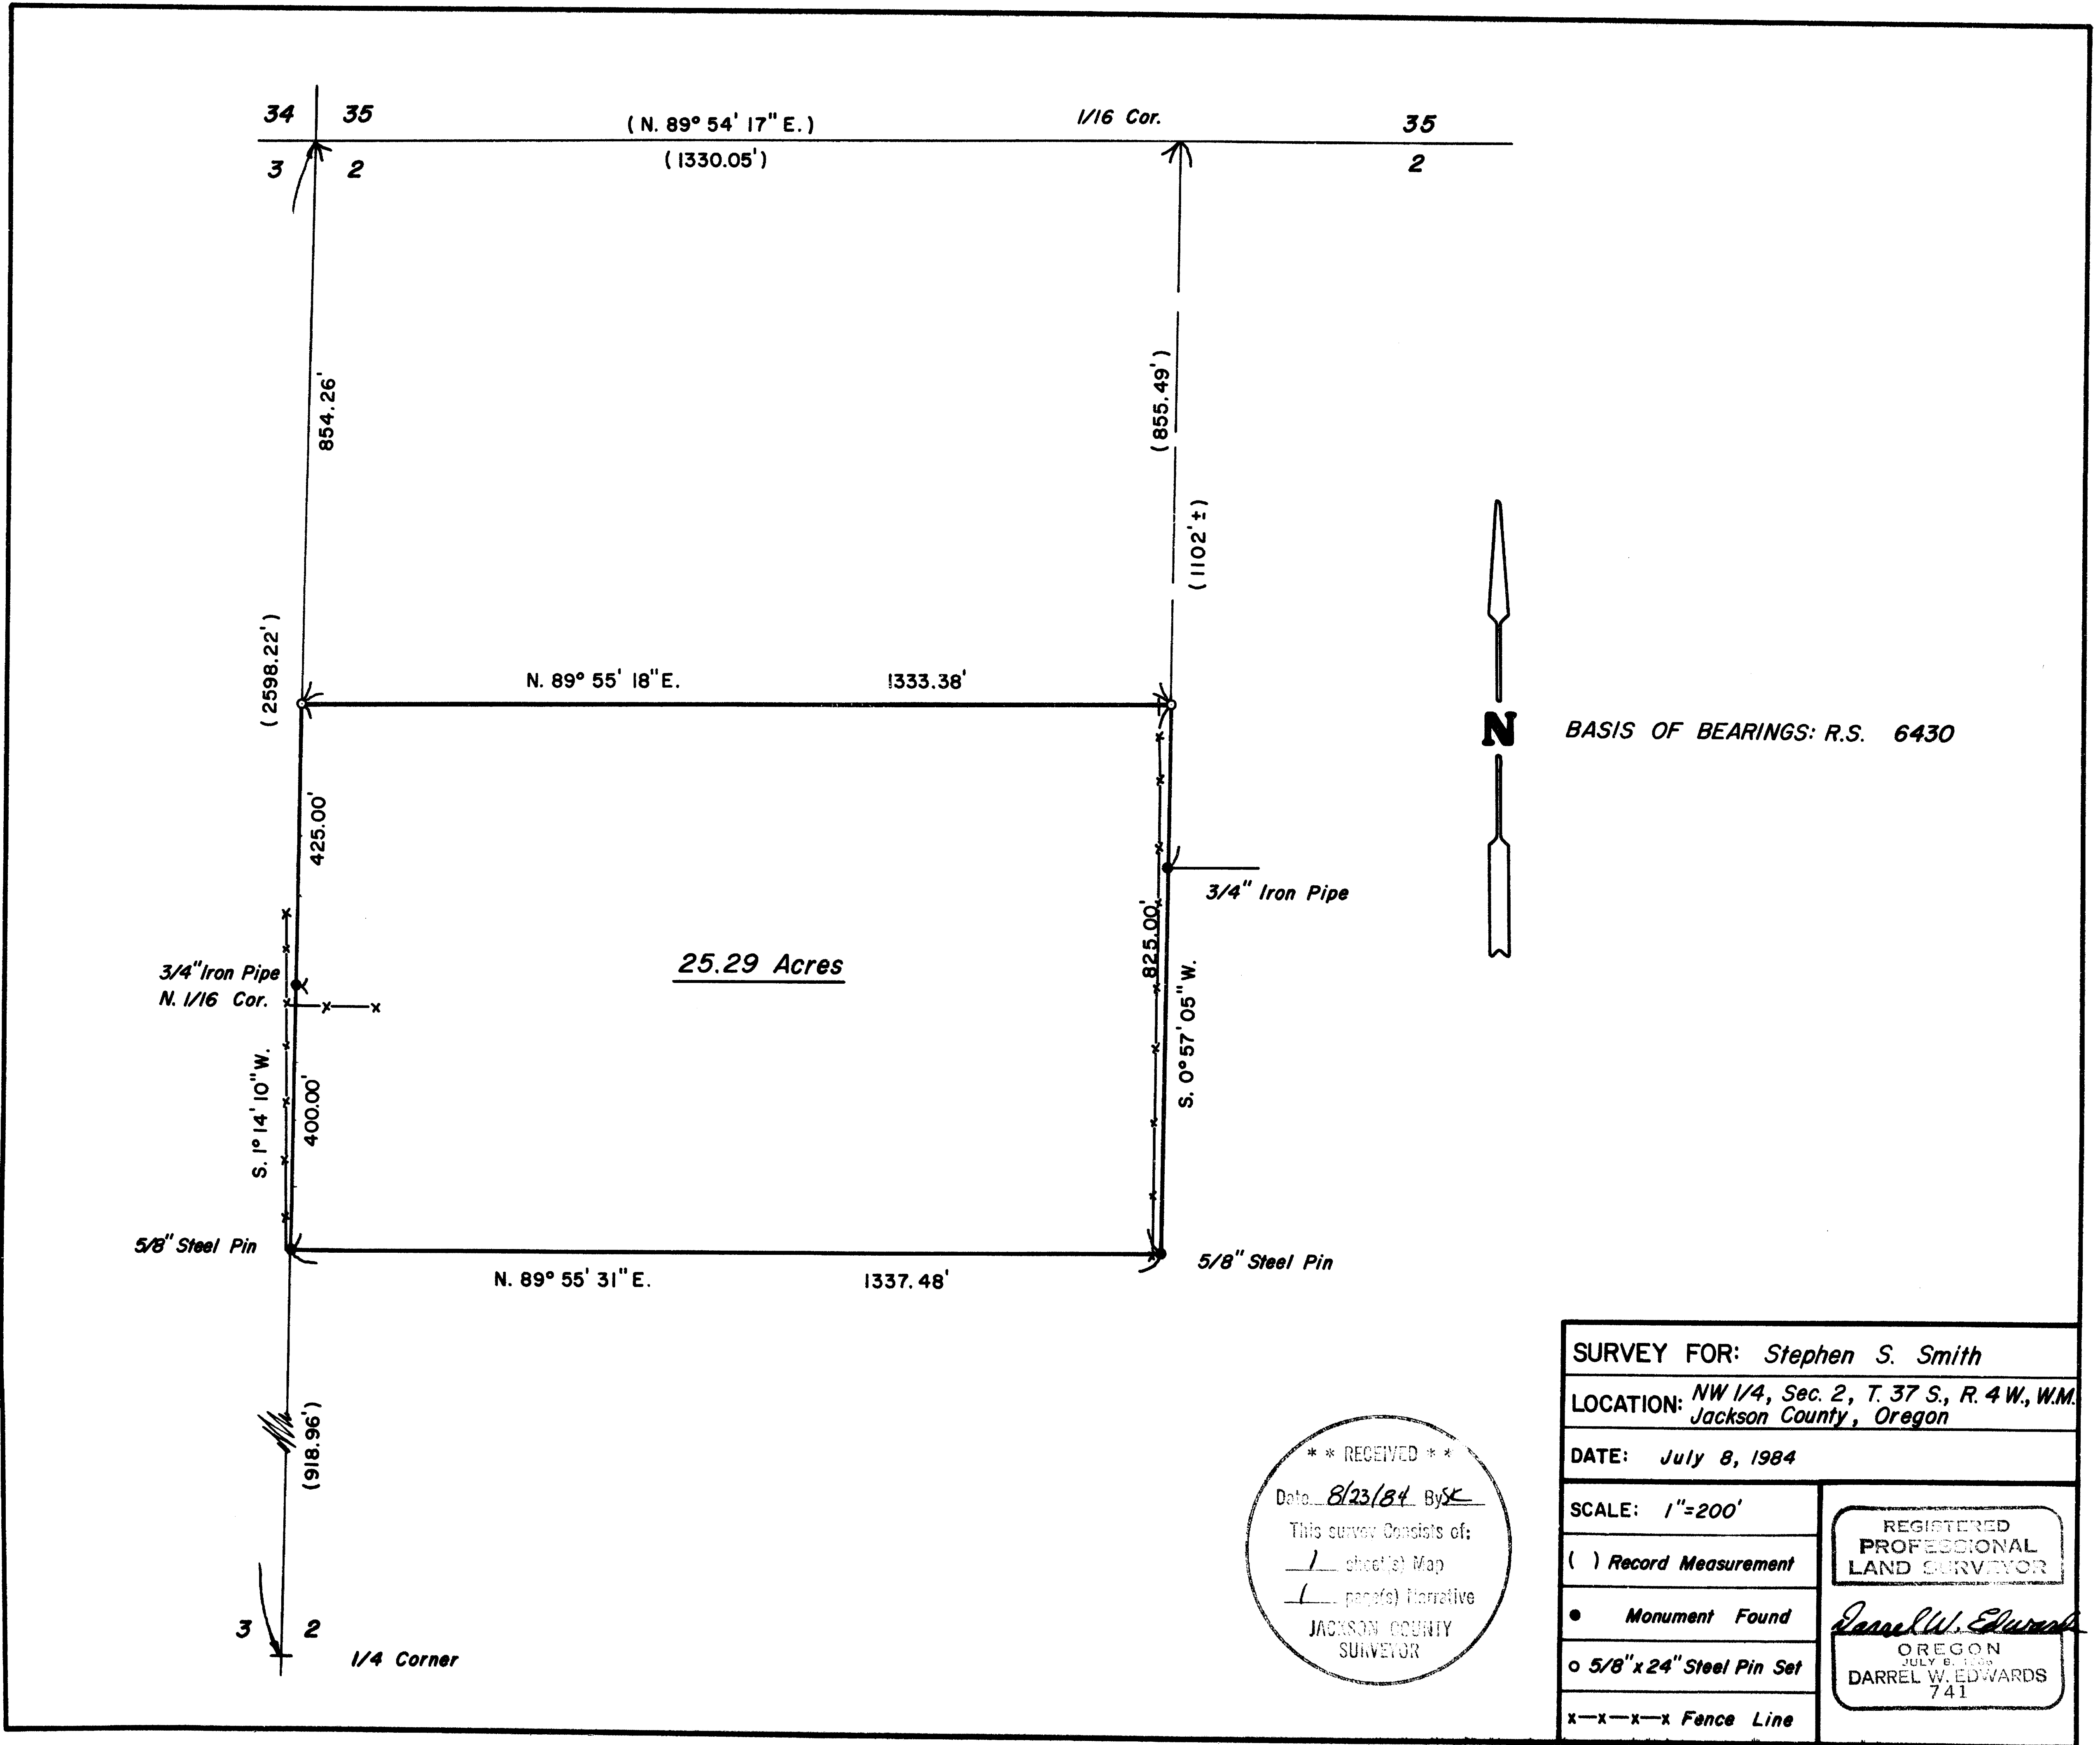 34 35
( N. 89° 54' 17" E. )
1/16 Cor.
35
3 2
( 1330.05' )
2
854.26'
( 855.49' )
( 1102' ± )
( 2598.22' )
N. 89° 55' 18" E. 1333.38'
N
BASIS OF BEARINGS: R.S. 6430
425.00'
3/4" Iron Pipe
825.00'
25.29 Acres
3/4" Iron Pipe
N. 1/16 Cor.
S. 0° 57' 05" W.
S. 1° 14' 10" W.
400.00'
5/8" Steel Pin
5/8" Steel Pin
N. 89° 55' 31" E. 1337.48'
(918.96')
3 2
1/4 Corner
* * RECEIVED * *
Date 8/23/84 By SK
This survey Consists of:
1 sheet(s) Map
1 page(s) Narrative
JACKSON COUNTY
SURVEYOR
SURVEY FOR: Stephen S. Smith
LOCATION: NW 1/4, Sec. 2, T. 37 S., R. 4 W., W.M.
Jackson County, Oregon
DATE: July 8, 1984
SCALE: 1"=200'
( ) Record Measurement
Monument Found
5/8" x 24" Steel Pin Set
x—x—x—x Fence Line
REGISTERED
PROFESSIONAL
LAND SURVEYOR
Darrel W. Edwards
OREGON
JULY 8,
DARREL W. EDWARDS
741